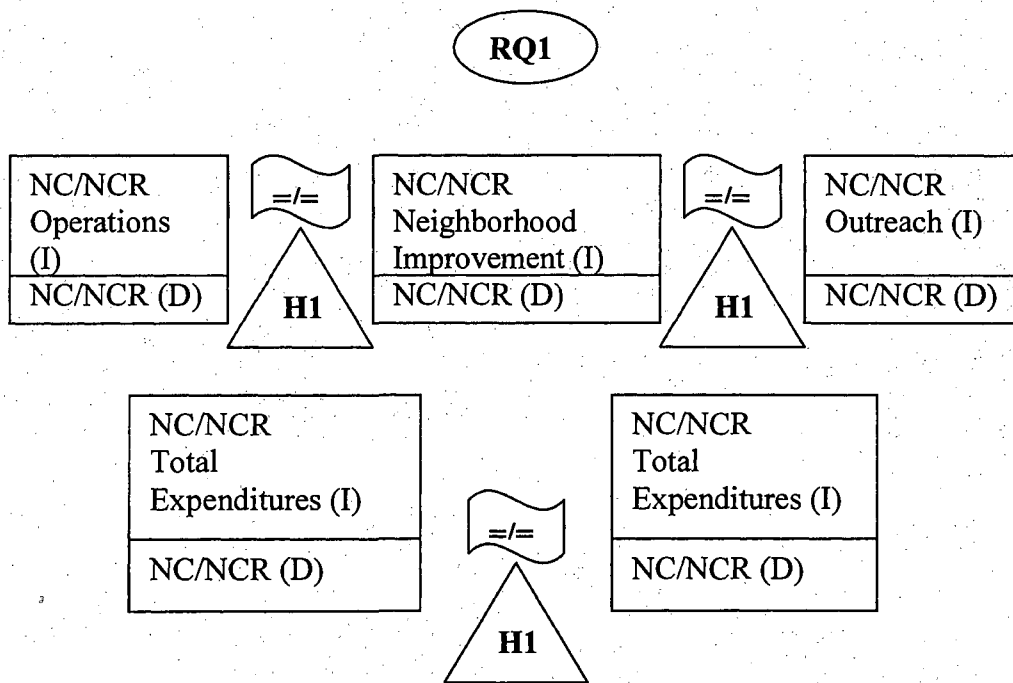 RQ1
NC/NCR
Operations
(I)
NC/NCR (D)
=/=
H1
NC/NCR
Neighborhood
Improvement (I)
NC/NCR (D)
=/=
H1
NC/NCR
Outreach (I)
NC/NCR (D)
NC/NCR
Total
Expenditures (I)
NC/NCR (D)
=/=
H1
NC/NCR
Total
Expenditures (I)
NC/NCR (D)